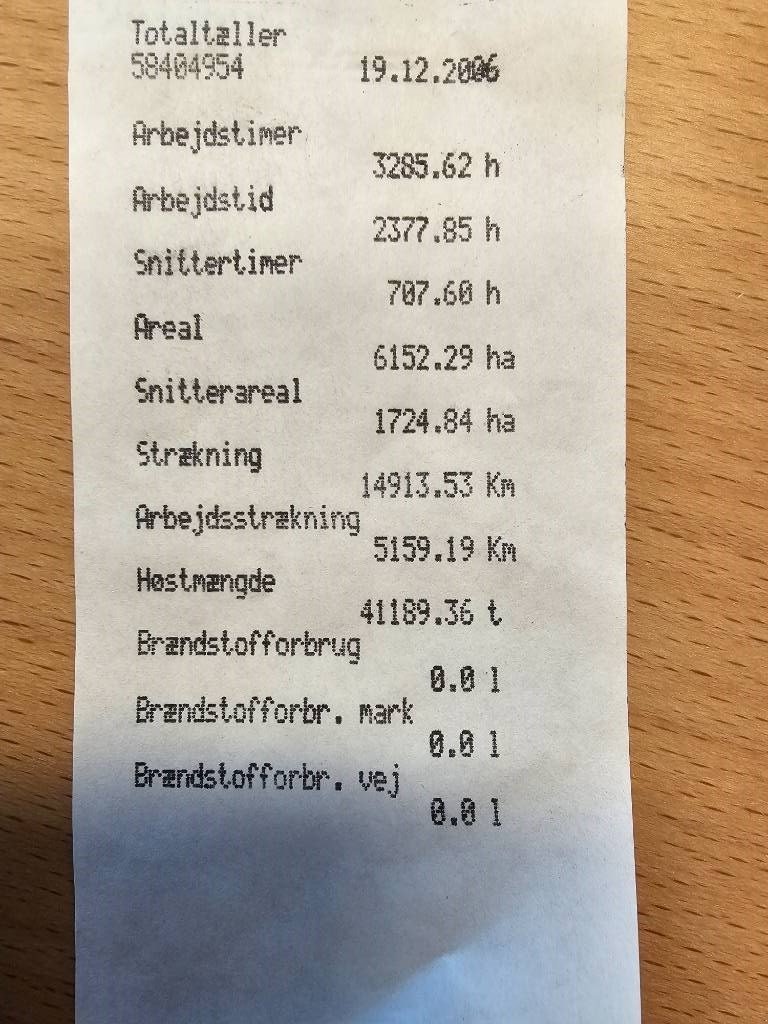 Totaltæller
58404954 19.12.2006
Arbejdstimer
3285.62 h
Arbejdstid
2377.85 h
Snittertimer
707.60 h
Areal
6152.29 ha
Snitterareal
1724.84 ha
Strækning
14913.53 Km
Arbejdsstrækning
5159.19 Km
Høstmængde
41189.36 t
Brændstofforbrug
0.0 l
Brændstofforbr. mark
0.0 l
Brændstofforbr. vej
0.0 l